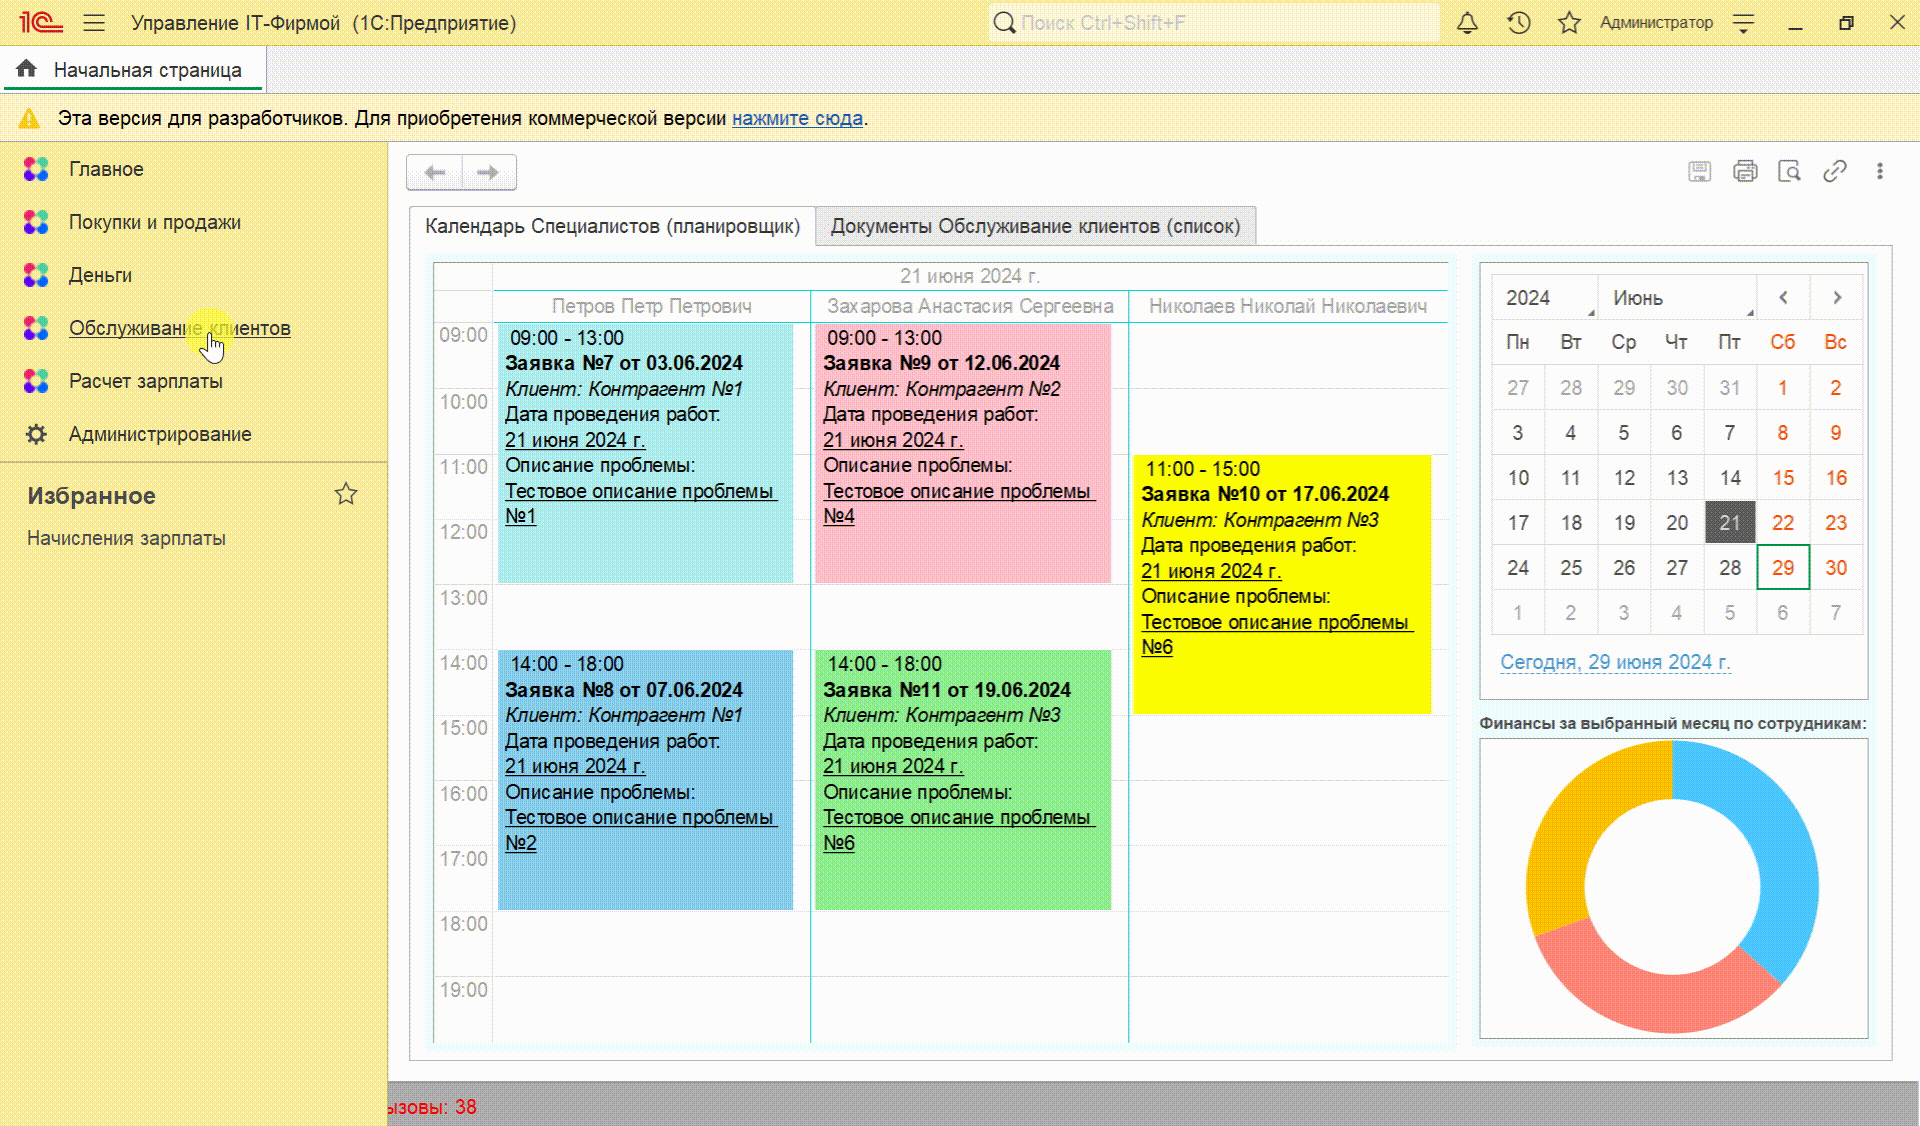 1С Управление IT-Фирмой (1С:Предприятие) Поиск Ctrl+Shift+F Администратор
Начальная страница
Эта версия для разработчиков. Для приобретения коммерческой версии нажмите сюда.
Главное
Покупки и продажи
Деньги
Обслуживание клиентов
Расчет зарплаты
Администрирование
Избранное
Начисления зарплаты
Календарь Специалистов (планировщик) Документы Обслуживание клиентов (список)
21 июня 2024 г.
Петров Петр Петрович Захарова Анастасия Сергеевна Николаев Николай Николаевич
09:00
10:00
11:00
12:00
13:00
14:00
15:00
16:00
17:00
18:00
19:00
09:00 - 13:00
Заявка №7 от 03.06.2024
Клиент: Контрагент №1
Дата проведения работ:
21 июня 2024 г.
Описание проблемы:
Тестовое описание проблемы
№1
14:00 - 18:00
Заявка №8 от 07.06.2024
Клиент: Контрагент №1
Дата проведения работ:
21 июня 2024 г.
Описание проблемы:
Тестовое описание проблемы
№2
09:00 - 13:00
Заявка №9 от 12.06.2024
Клиент: Контрагент №2
Дата проведения работ:
21 июня 2024 г.
Описание проблемы:
Тестовое описание проблемы
№4
14:00 - 18:00
Заявка №11 от 19.06.2024
Клиент: Контрагент №3
Дата проведения работ:
21 июня 2024 г.
Описание проблемы:
Тестовое описание проблемы
№6
11:00 - 15:00
Заявка №10 от 17.06.2024
Клиент: Контрагент №3
Дата проведения работ:
21 июня 2024 г.
Описание проблемы:
Тестовое описание проблемы
№6
2024 Июнь
Пн Вт Ср Чт Пт Сб Вс
27 28 29 30 31 1 2
3 4 5 6 7 8 9
10 11 12 13 14 15 16
17 18 19 20 21 22 23
24 25 26 27 28 29 30
1 2 3 4 5 6 7
Сегодня, 29 июня 2024 г.
Финансы за выбранный месяц по сотрудникам:
ызовы: 38